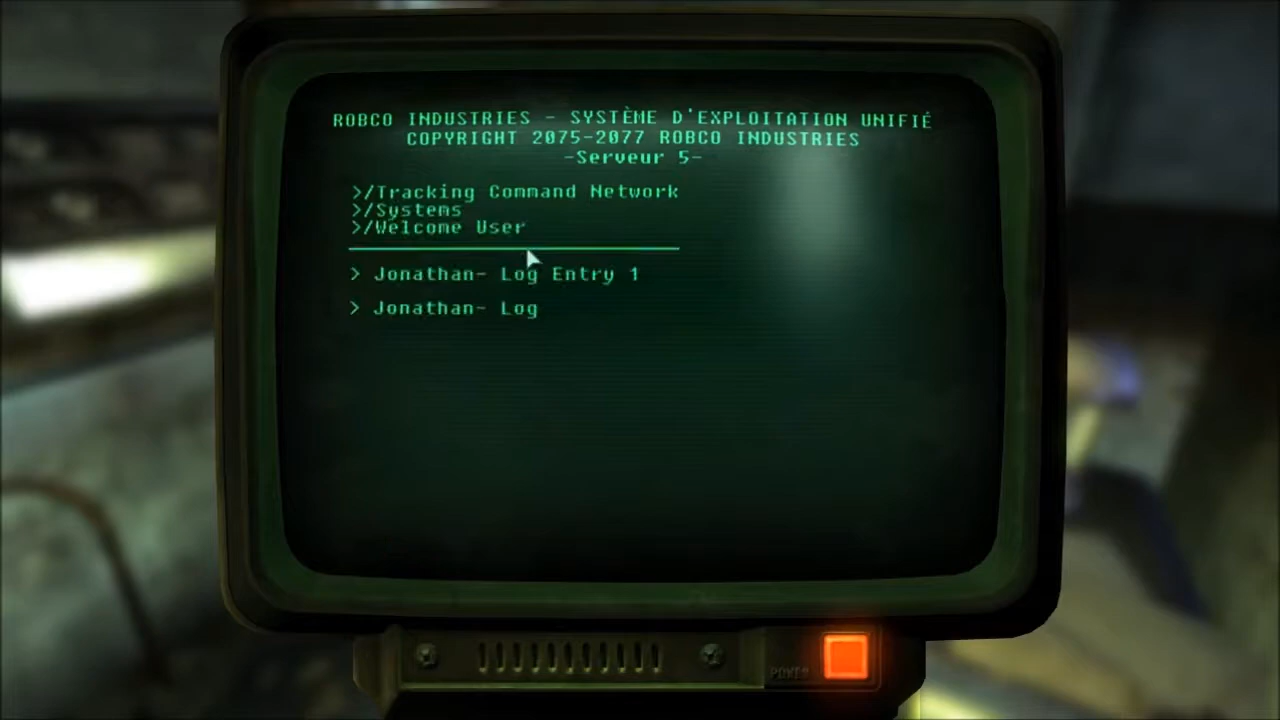 ROBCO INDUSTRIES - SYSTÈME D'EXPLOITATION UNIFIÉ
COPYRIGHT 2075-2077 ROBCO INDUSTRIES
-Serveur 5-
>/Tracking Command Network
>/Systems
>/Welcome User
> Jonathan- Log Entry 1
> Jonathan- Log
POWER